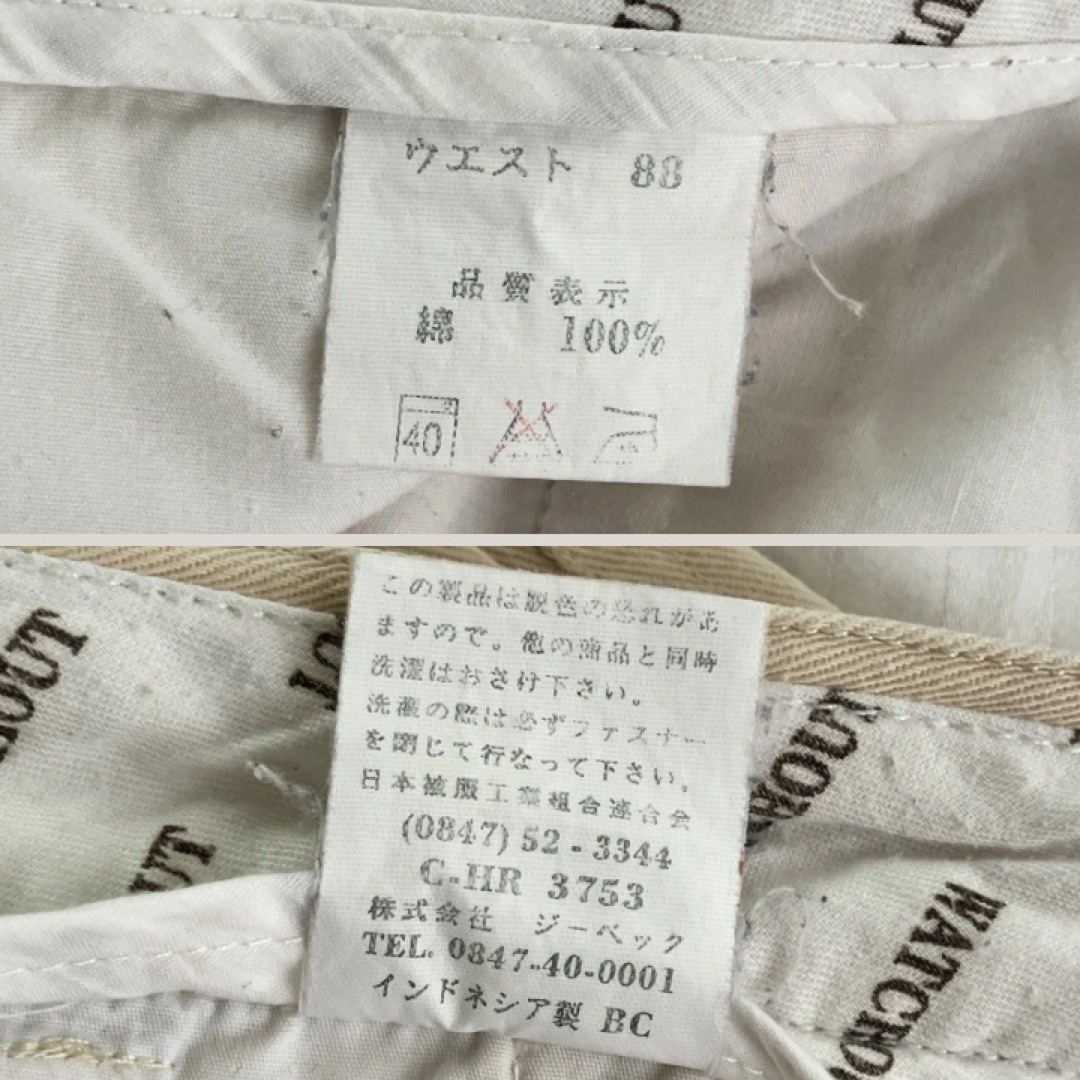 ウエスト 88
品質表示
綿 100%
40
この製品は脱色の恐れがあ
ますので。他の商品と同時
洗濯はおさけ下さい。
洗濯の際は必ずファスナー
を閉じて行なって下さい。
日本被服工業組合連合会
(0847) 52-3344
C-HR 3753
株式会社 ジーベック
TEL. 0847-40-0001
インドネシア製 BC
WATCHO